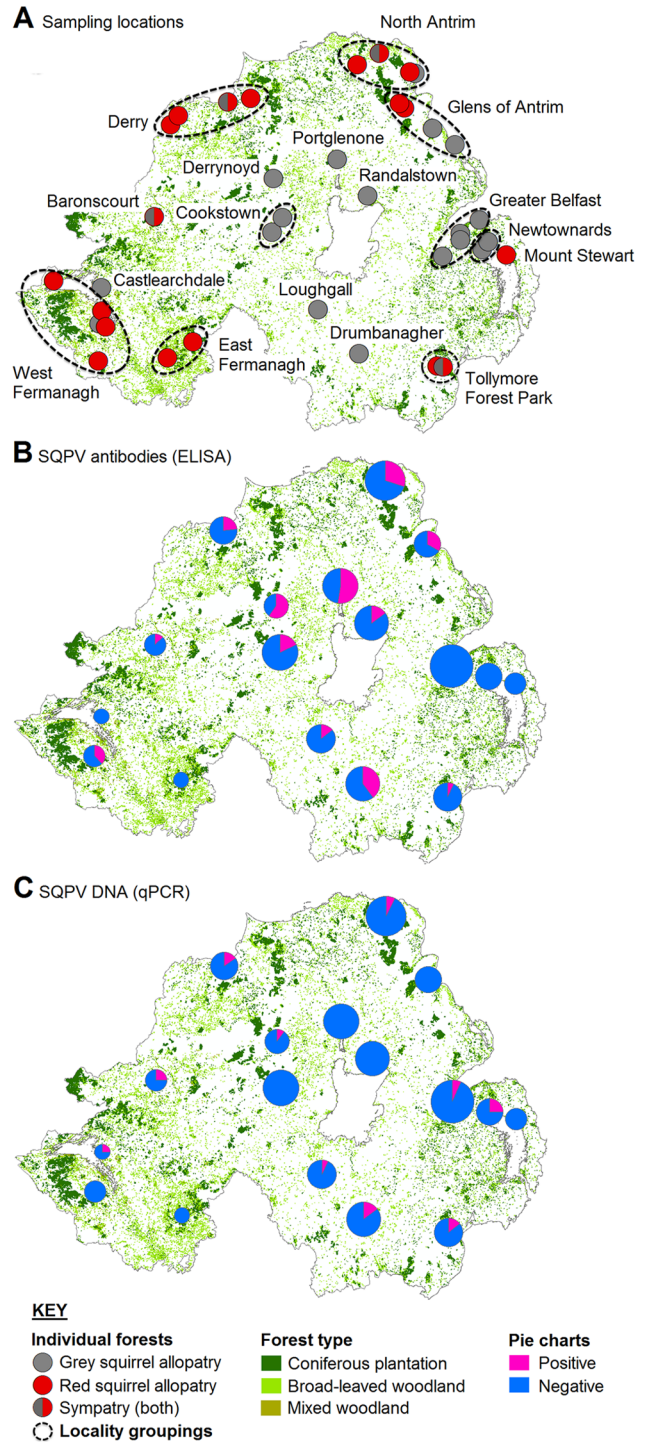 A Sampling locations
North Antrim
Glens of Antrim
Derry
Portglenone
Derrynoyd
Randalstown
Baronscourt
Cookstown
Greater Belfast
Newtownards
Mount Stewart
Castlearchdale
Loughgall
East
Fermanagh
Drumbanagher
West
Fermanagh
Tollymore
Forest Park
B SQPV antibodies (ELISA)
C SQPV DNA (qPCR)
KEY
Individual forests
Grey squirrel allopatry
Red squirrel allopatry
Sympatry (both)
Locality groupings
Forest type
Coniferous plantation
Broad-leaved woodland
Mixed woodland
Pie charts
Positive
Negative